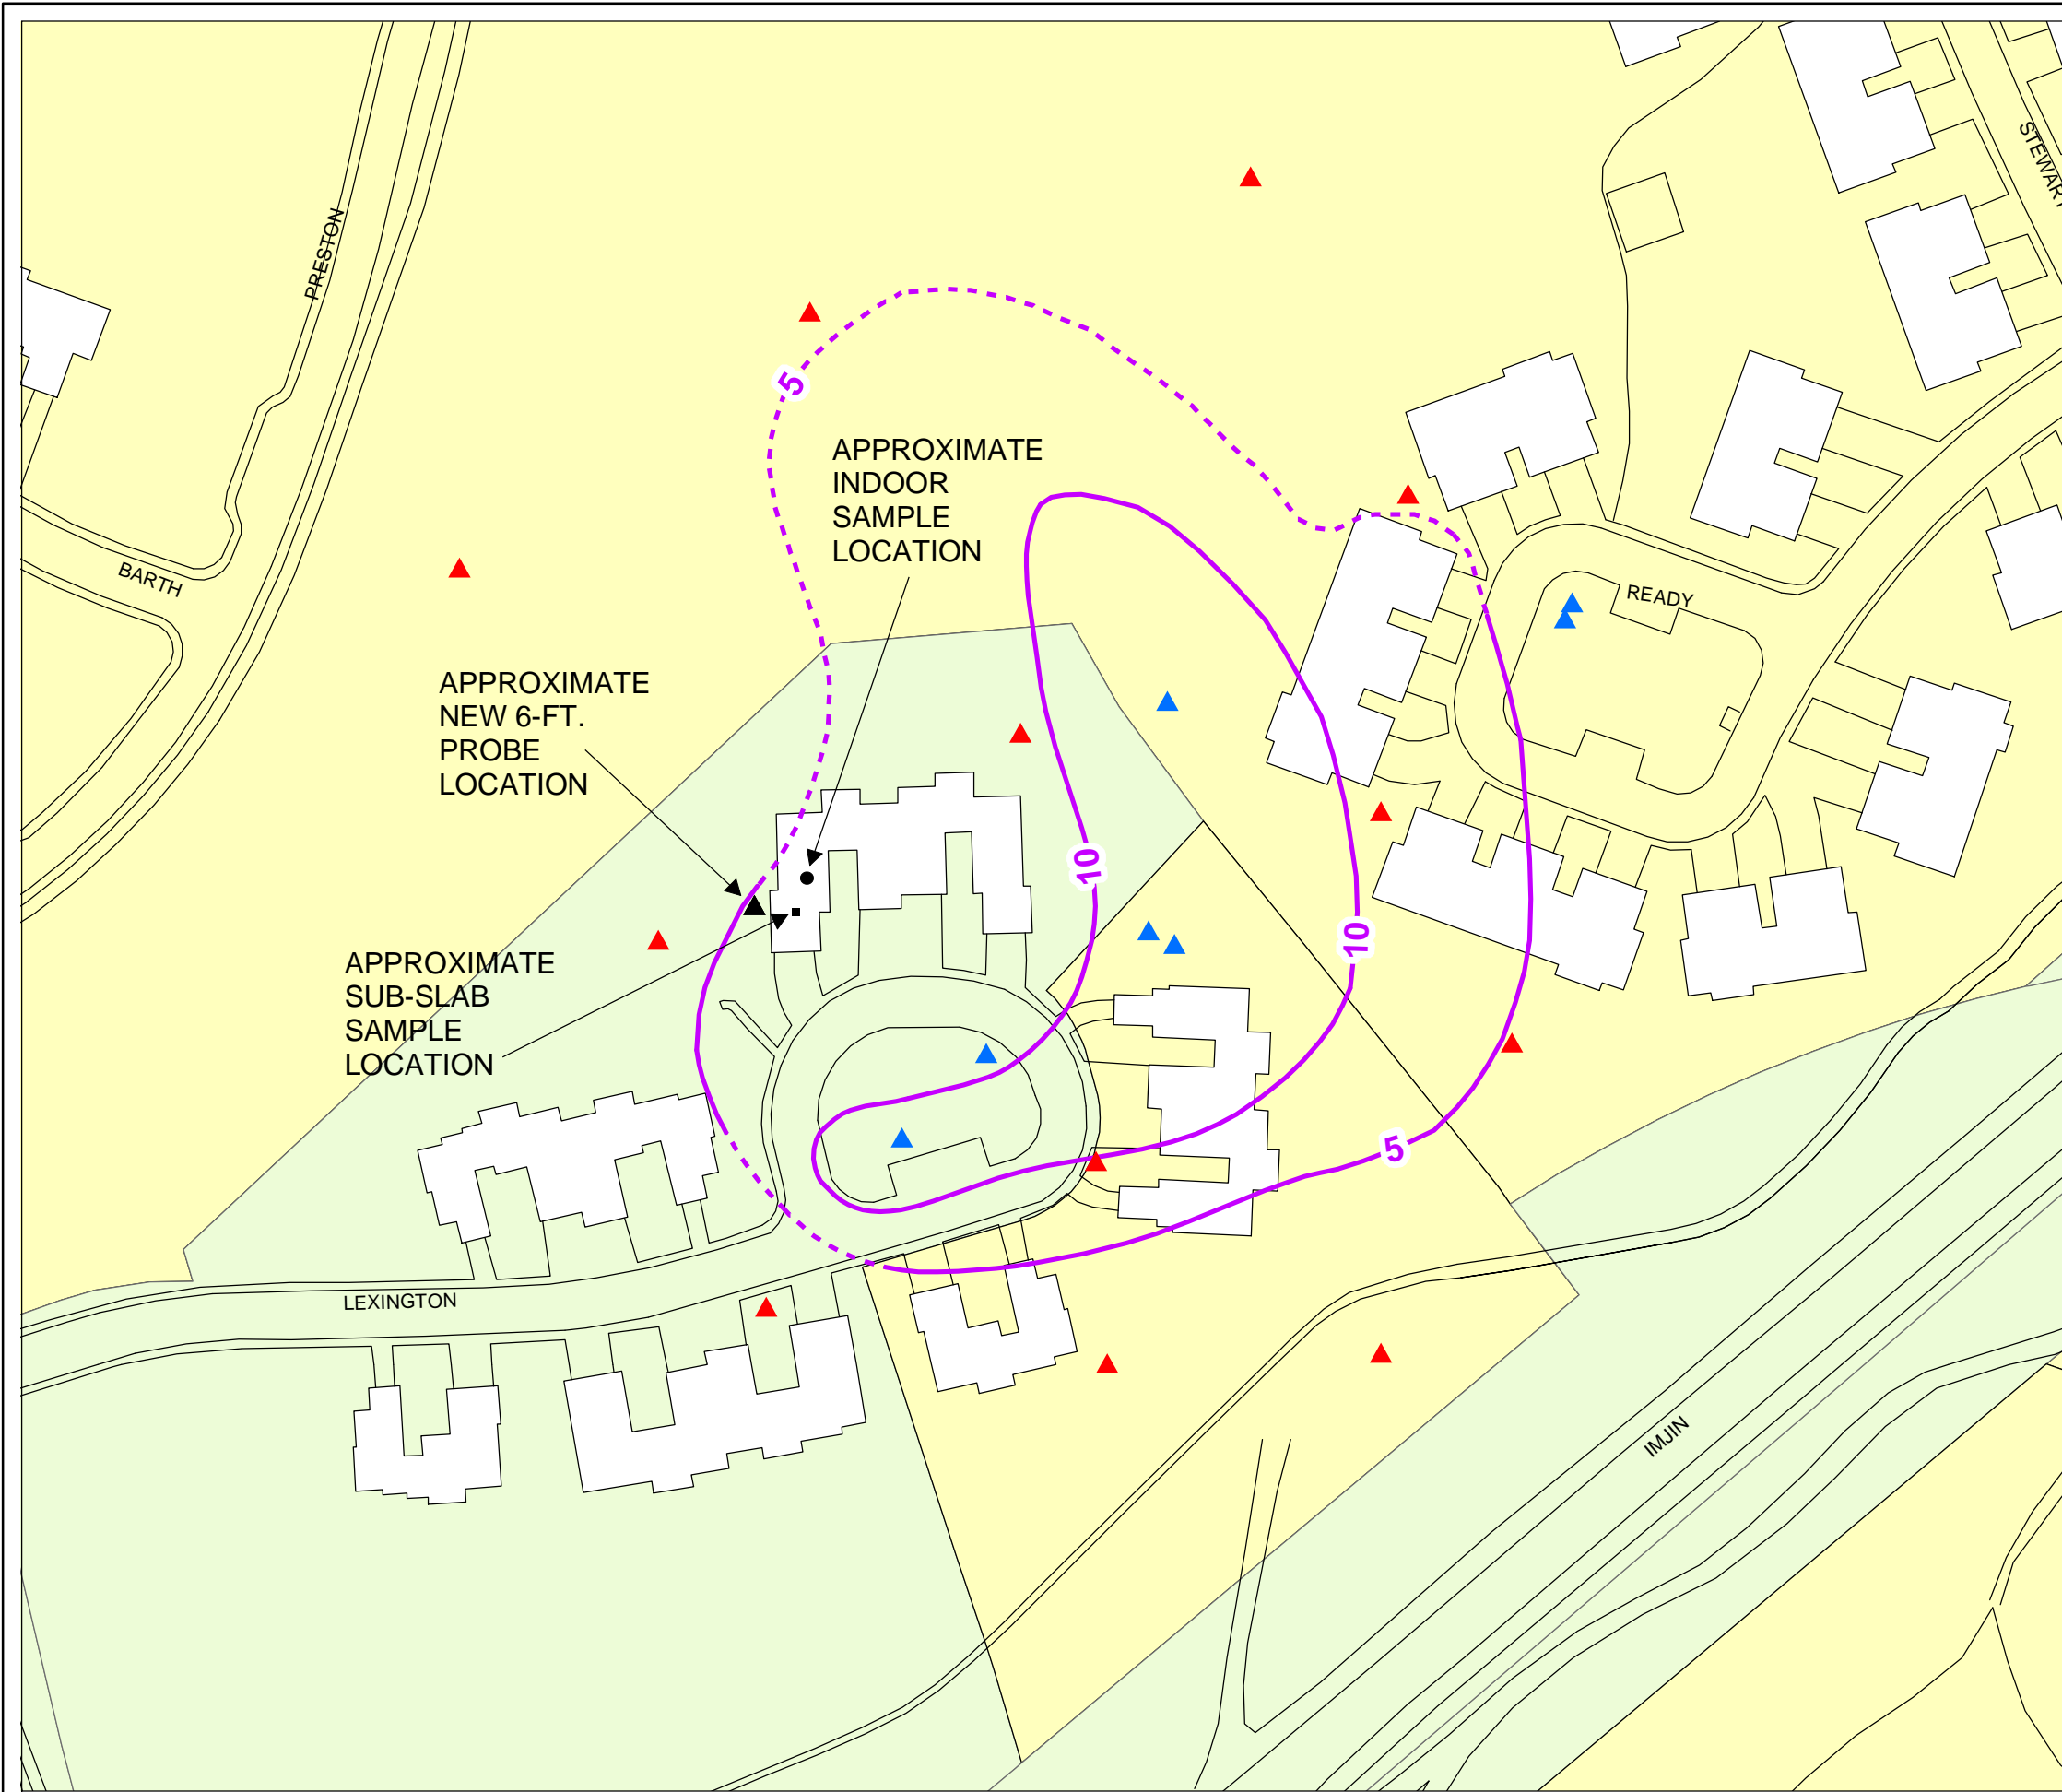 STEWAR
PRESTON
5
APPROXIMATE
INDOOR
SAMPLE
LOCATION
BARTH
READY
APPROXIMATE
NEW 6-FT.
PROBE
LOCATION
10
10
APPROXIMATE
SUB-SLAB
SAMPLE
LOCATION
5
LEXINGTON
IMJIN